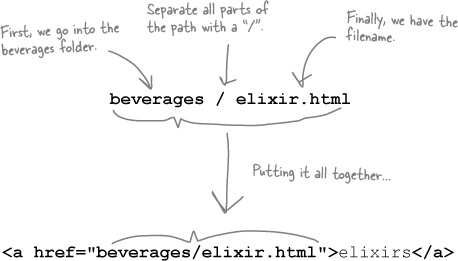 First, we go into the
beverages folder.
Separate all parts of
the path with a “/”.
Finally, we have the
filename.
beverages / elixir.html
Putting it all together...
<a href="beverages/elixir.html">elixirs</a>